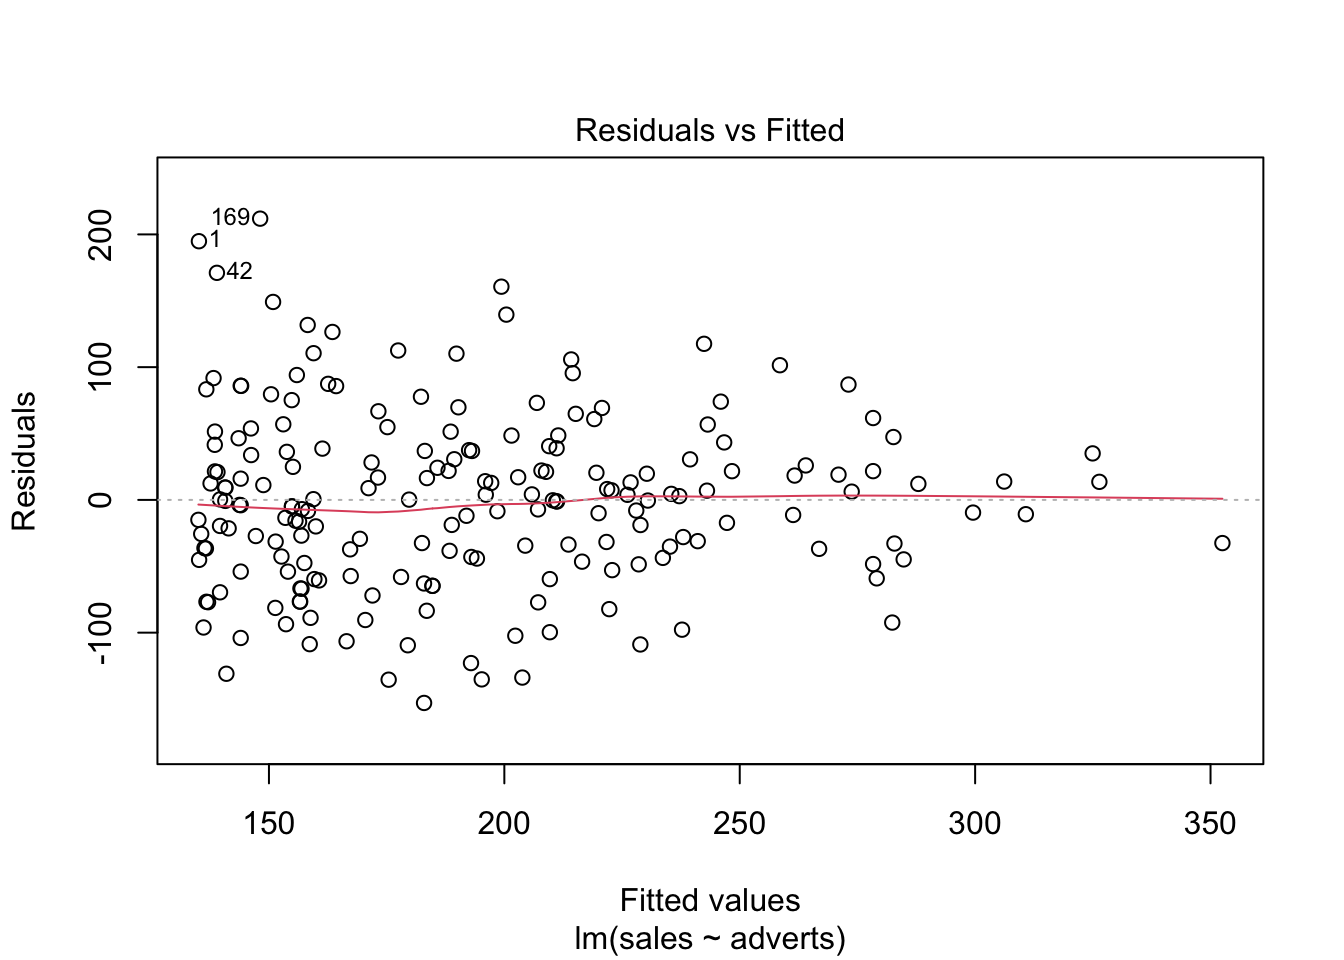 Residuals vs Fitted
Residuals
200
100
0
-100
169
1
42
150 200 250 300 350
Fitted values
lm(sales ~ adverts)